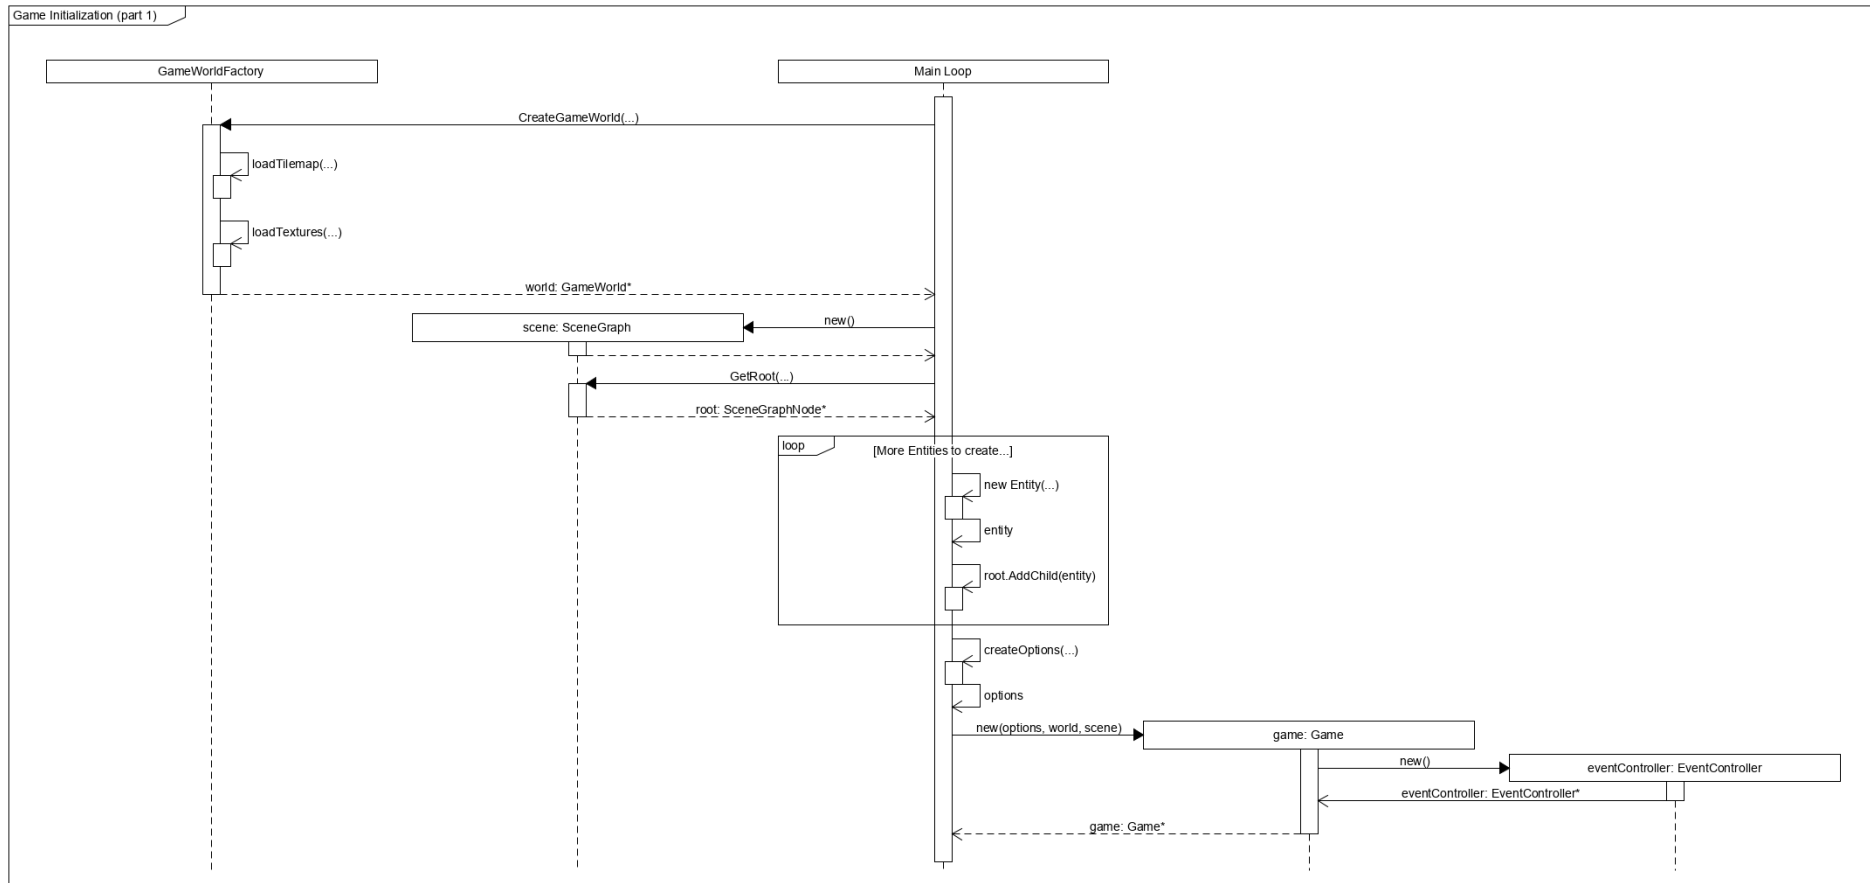 Game Initialization (part 1)
GameWorldFactory
Main Loop
CreateGameWorld(...)
loadTilemap(...)
loadTextures(...)
world: GameWorld*
scene: SceneGraph
new()
GetRoot(...)
root: SceneGraphNode*
loop
[More Entities to create...]
new Entity(...)
entity
root.AddChild(entity)
createOptions(...)
options
new(options, world, scene)
game: Game
new()
eventController: EventController
eventController: EventController*
game: Game*